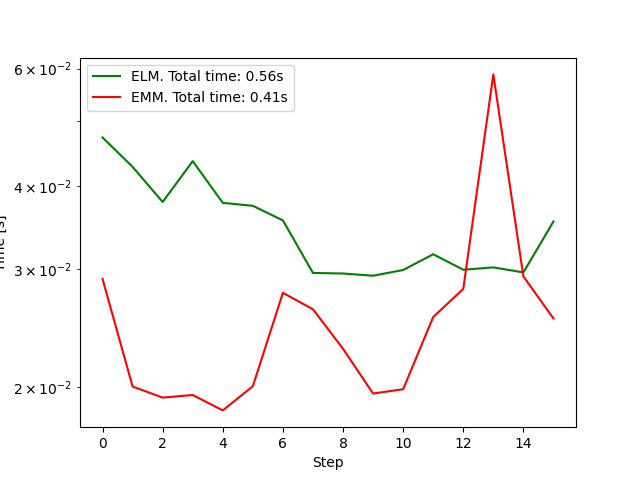 ELM. Total time: 0.56s
EMM. Total time: 0.41s
6 × 10⁻²
4 × 10⁻²
3 × 10⁻²
2 × 10⁻²
0 2 4 6 8 10 12 14
Step